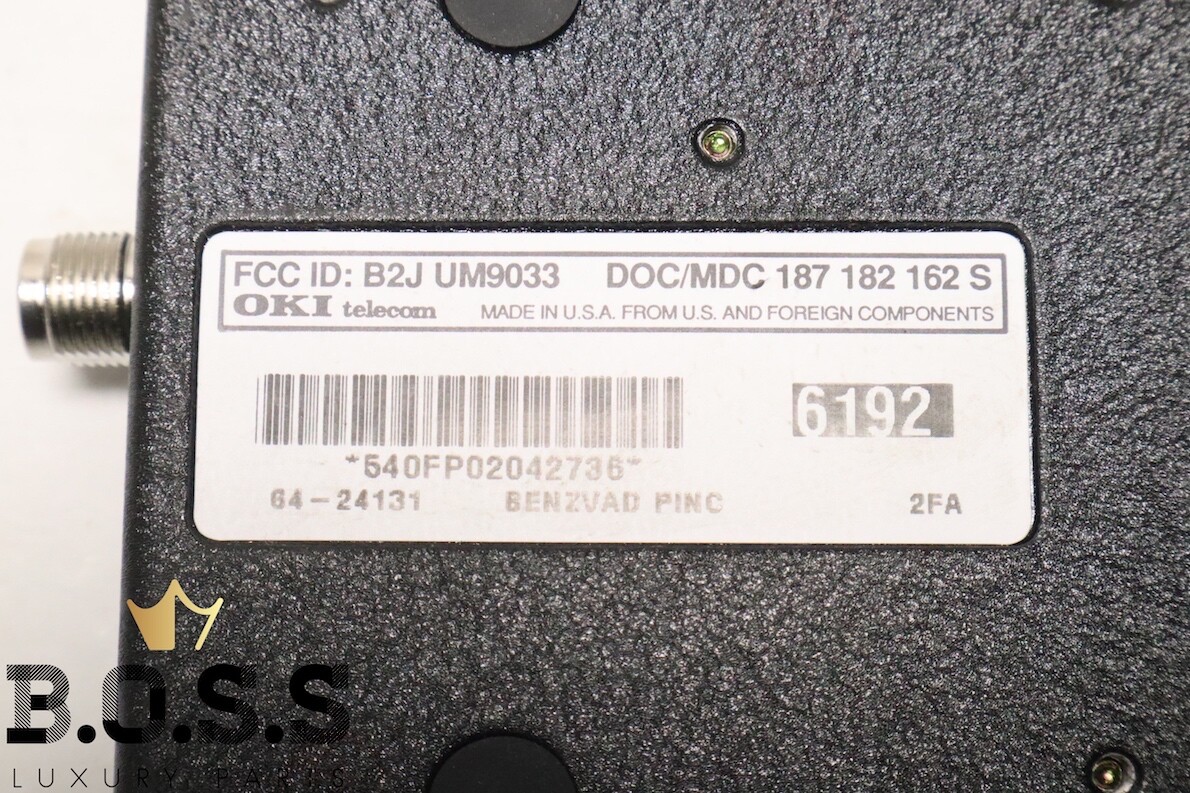 FCC ID: B2J UM9033 DOC/MDC 187 182 162 S
OKI telecom MADE IN U.S.A. FROM U.S. AND FOREIGN COMPONENTS
6192
*540FP02042736*
64-24131 BENZVAD PINC 2FA
B.O.S.S
LUXURY PARTS